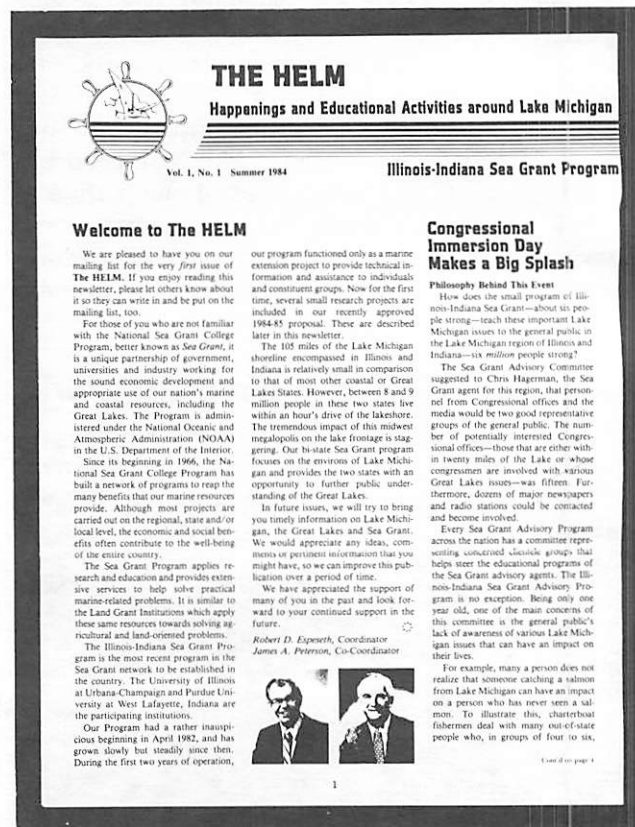 THE HELM
Happenings and Educational Activities around Lake Michigan
Vol. 1, No. 1 Summer 1984
Illinois-Indiana Sea Grant Program
Welcome to The HELM
We are pleased to have you on our
mailing list for the very first issue of
The HELM. If you enjoy reading this
newsletter, please let others know about
it so they can write in and be put on the
mailing list, too.
For those of you who are not familiar
with the National Sea Grant College
Program, better known as Sea Grant, it
is a unique partnership of government,
universities and industry working for
the sound economic development and
appropriate use of our nation's marine
and coastal resources, including the
Great Lakes. The Program is admin-
istered under the National Oceanic and
Atmospheric Administration (NOAA)
in the U.S. Department of the Interior.
Since its beginning in 1966, the Na-
tional Sea Grant College Program has
built a network of programs to reap the
many benefits that our marine resources
provide. Although most projects are
carried out on the regional, state and/or
local level, the economic and social ben-
efits often contribute to the well-being
of the entire country.
The Sea Grant Program applies re-
search and education and provides exten-
sive services to help solve practical
marine-related problems. It is similar to
the Land Grant Institutions which apply
these same resources towards solving ag-
ricultural and land-oriented problems.
The Illinois-Indiana Sea Grant Pro-
gram is the most recent program in the
Sea Grant network to be established in
the country. The University of Illinois
at Urbana-Champaign and Purdue Uni-
versity at West Lafayette, Indiana are
the participating institutions.
Our Program had a rather inauspi-
cious beginning in April 1982, and has
grown slowly but steadily since then.
During the first two years of operation,
our program functioned only as a marine
extension project to provide technical in-
formation and assistance to individuals
and constituent groups. Now for the first
time, several small research projects are
included in our recently approved
1984-85 proposal. These are described
later in this newsletter.
The 105 miles of the Lake Michigan
shoreline encompassed in Illinois and
Indiana is relatively small in comparison
to that of most other coastal or Great
Lakes States. However, between 8 and 9
million people in these two states live
within an hour's drive of the lakeshore.
The tremendous impact of this midwest
megalopolis on the lake frontage is stag-
gering. Our bi-state Sea Grant program
focuses on the environs of Lake Michi-
gan and provides the two states with an
opportunity to further public under-
standing of the Great Lakes.
In future issues, we will try to bring
you timely information on Lake Michi-
gan, the Great Lakes and Sea Grant.
We would appreciate any ideas, com-
ments or pertinent information that you
might have, so we can improve this pub-
lication over a period of time.
We have appreciated the support of
many of you in the past and look for-
ward to your continued support in the
future.
Robert D. Espeseth, Coordinator
James A. Peterson, Co-Coordinator
Congressional
Immersion Day
Makes a Big Splash
Philosophy Behind This Event
How does the small program of Illi-
nois-Indiana Sea Grant—about six peo-
ple strong—teach these important Lake
Michigan issues to the general public in
the Lake Michigan region of Illinois and
Indiana—six million people strong?
The Sea Grant Advisory Committee
suggested to Chris Hagerman, the Sea
Grant agent for this region, that person-
nel from Congressional offices and the
media would be two good representative
groups of the general public. The num-
ber of potentially interested Congres-
sional offices—those that are either with-
in twenty miles of the Lake or whose
congressmen are involved with various
Great Lakes issues—was fifteen. Fur-
thermore, dozens of major newspapers
and radio stations could be contacted
and become involved.
Every Sea Grant Advisory Program
across the nation has a committee repre-
senting concerned clientele groups that
helps steer the educational programs of
the Sea Grant advisory agents. The Illi-
nois-Indiana Sea Grant Advisory Pro-
gram is no exception. Being only one
year old, one of the main concerns of
this committee is the general public's
lack of awareness of various Lake Mich-
igan issues that can have an impact on
their lives.
For example, many a person does not
realize that someone catching a salmon
from Lake Michigan can have an impact
on a person who has never seen a sal-
mon. To illustrate this, charterboat
fishermen deal with many out-of-state
people who, in groups of four to six,
Cont'd on page 4
1